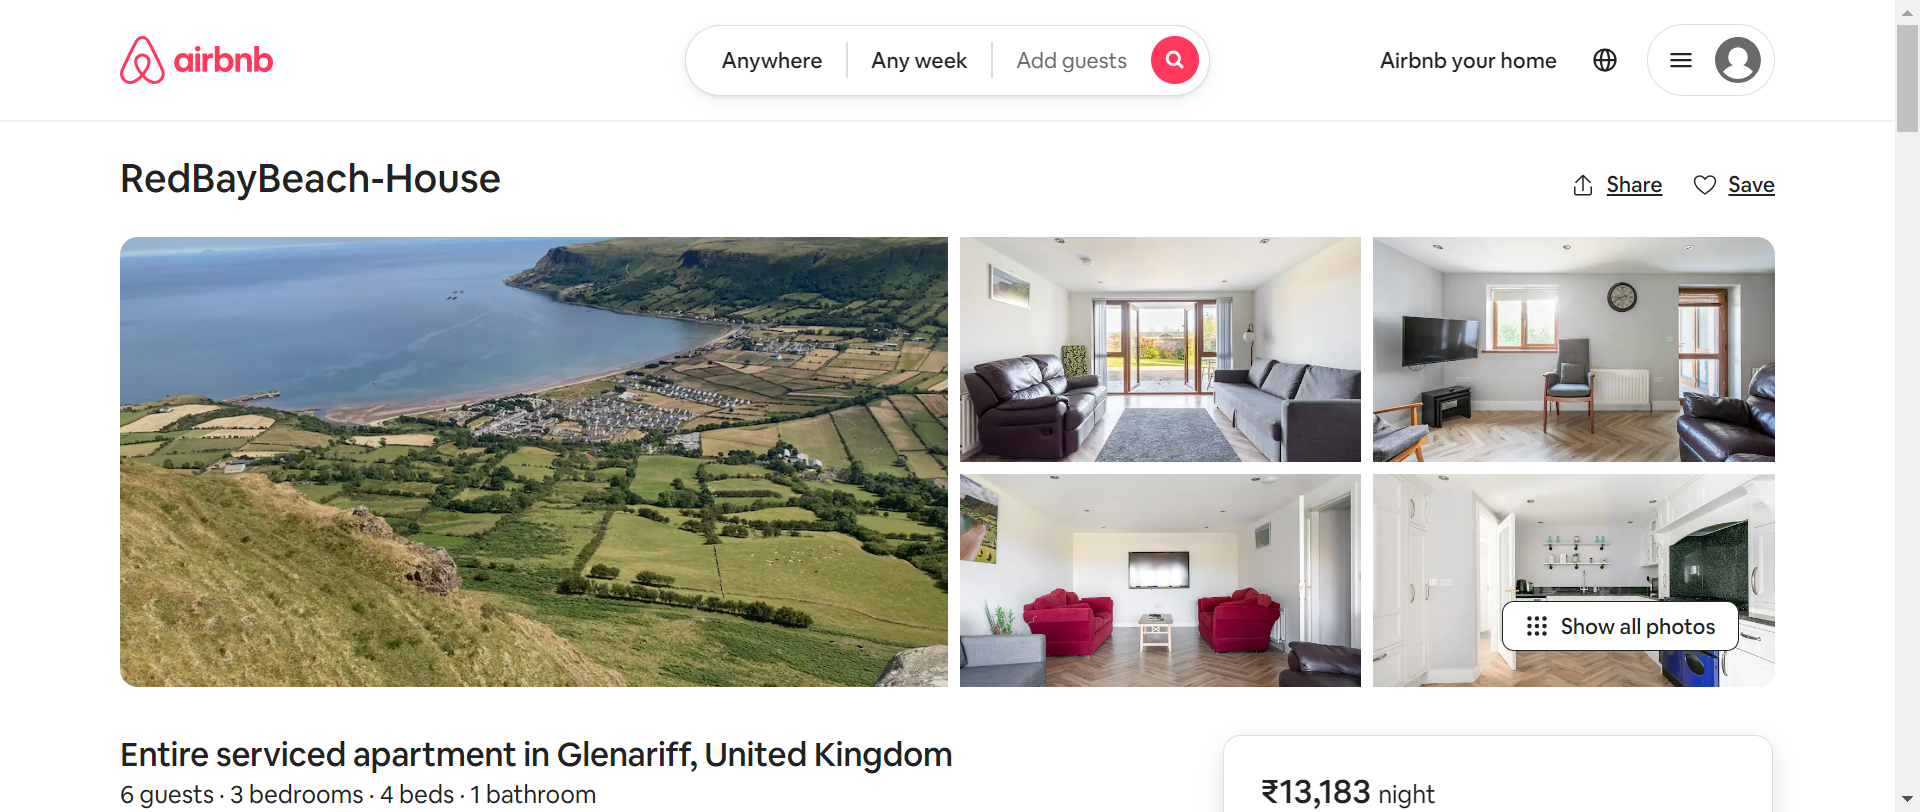 airbnb
Anywhere
Any week
Add guests
Airbnb your home
RedBayBeach-House
Share
Save
Show all photos
Entire serviced apartment in Glenariff, United Kingdom
6 guests · 3 bedrooms · 4 beds · 1 bathroom
₹13,183 night